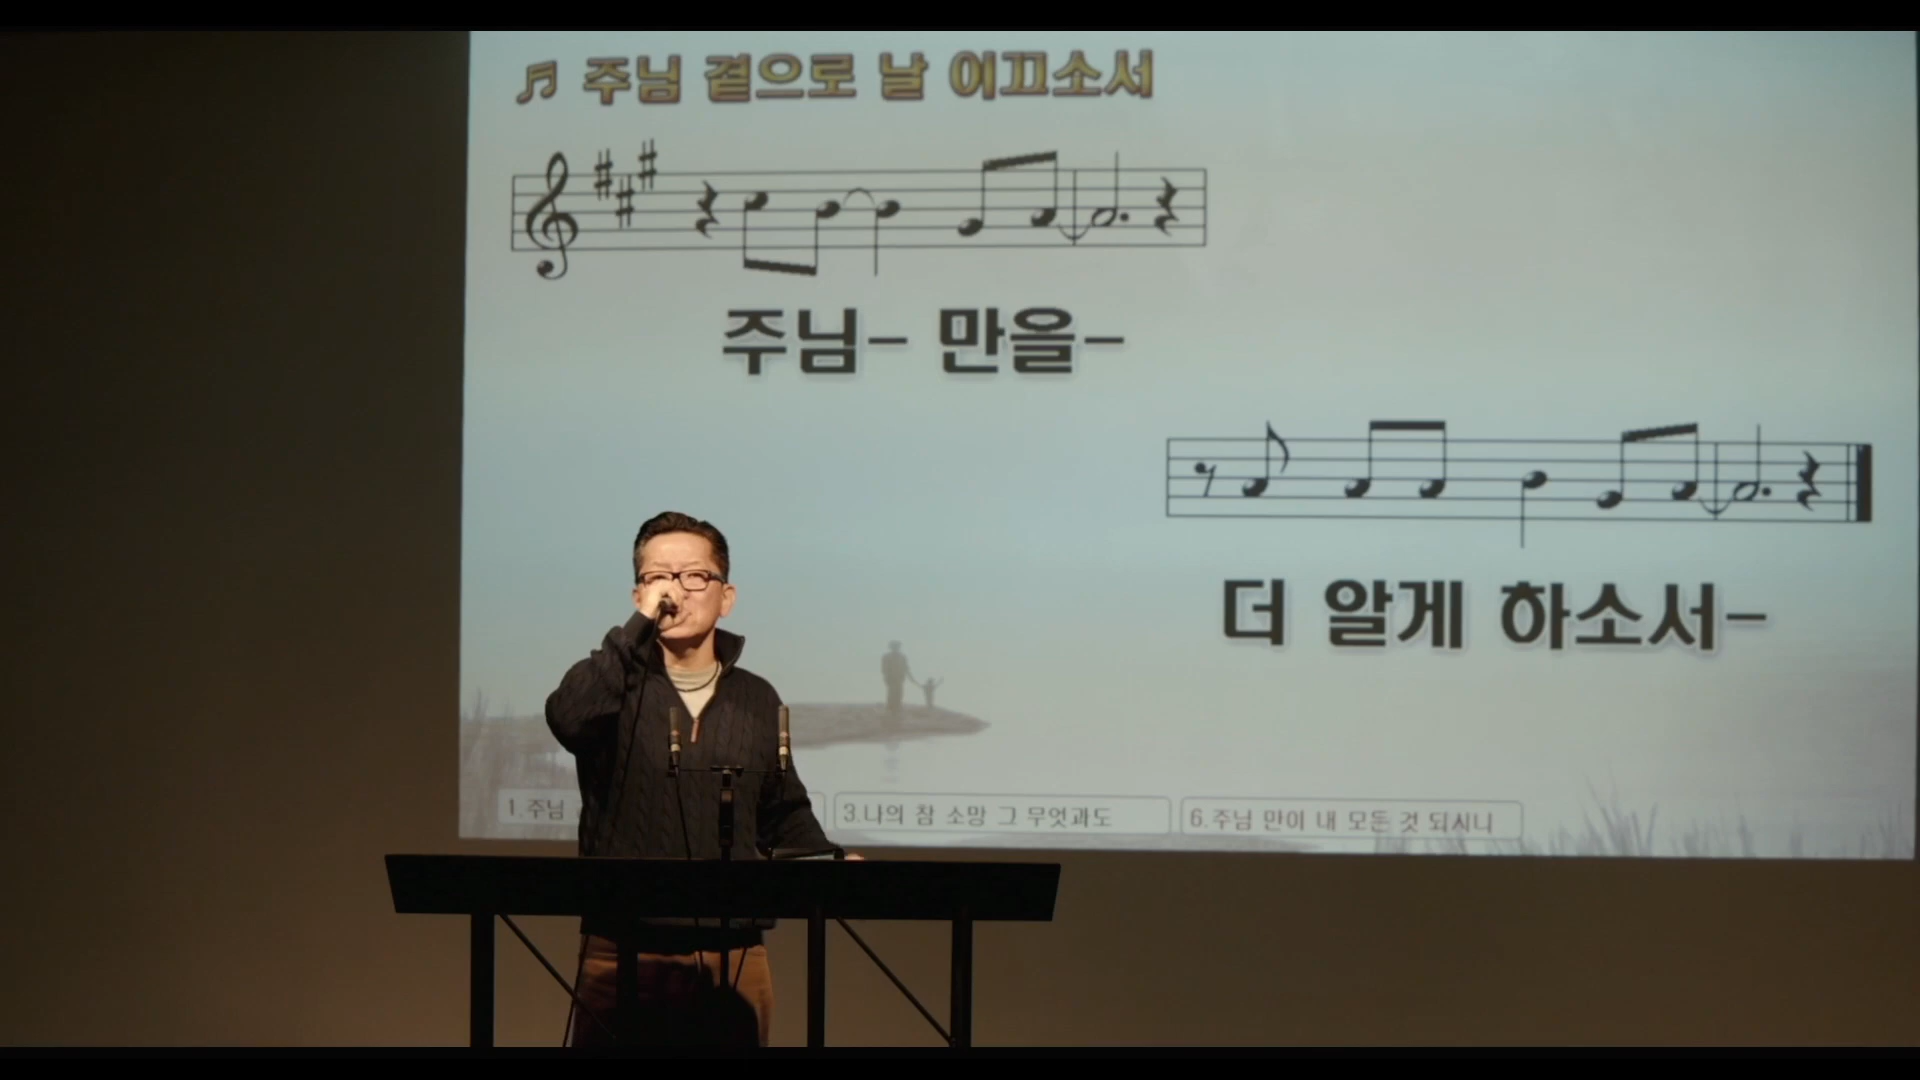 ♫ 주님 곁으로 날 이끄소서
주님- 만을-
더 알게 하소서-
1.주님
3.나의 참 소망 그 무엇과도
6.주님 만이 내 모든 것 되시니